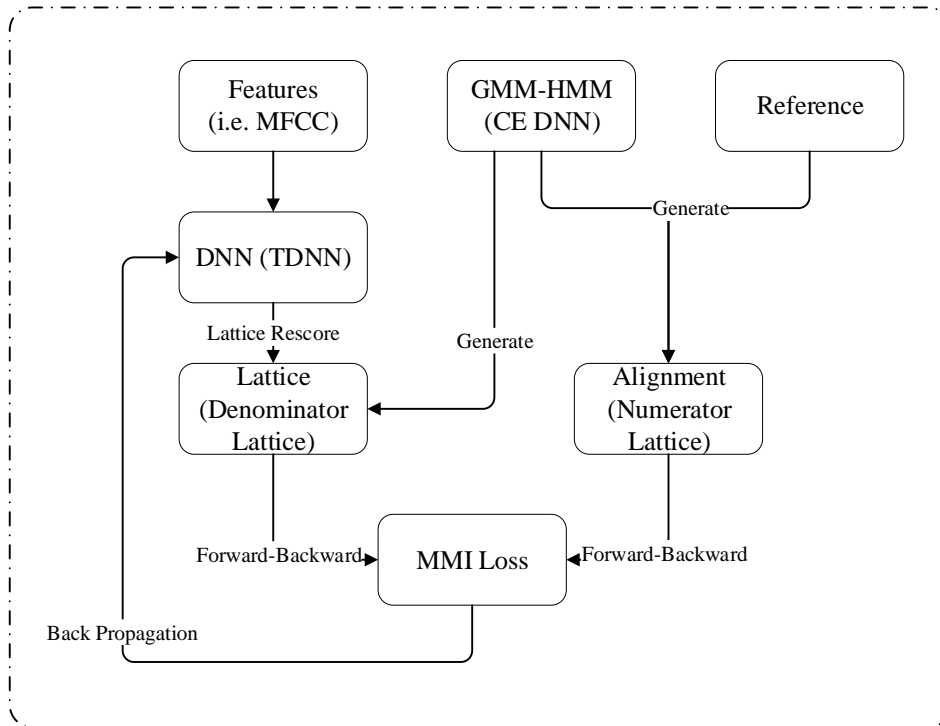 Features
(i.e. MFCC)
GMM-HMM
(CE DNN)
Reference
Generate
DNN (TDNN)
Lattice Rescore
Generate
Lattice
(Denominator
Lattice)
Alignment
(Numerator
Lattice)
Forward-Backward
MMI Loss
Forward-Backward
Back Propagation